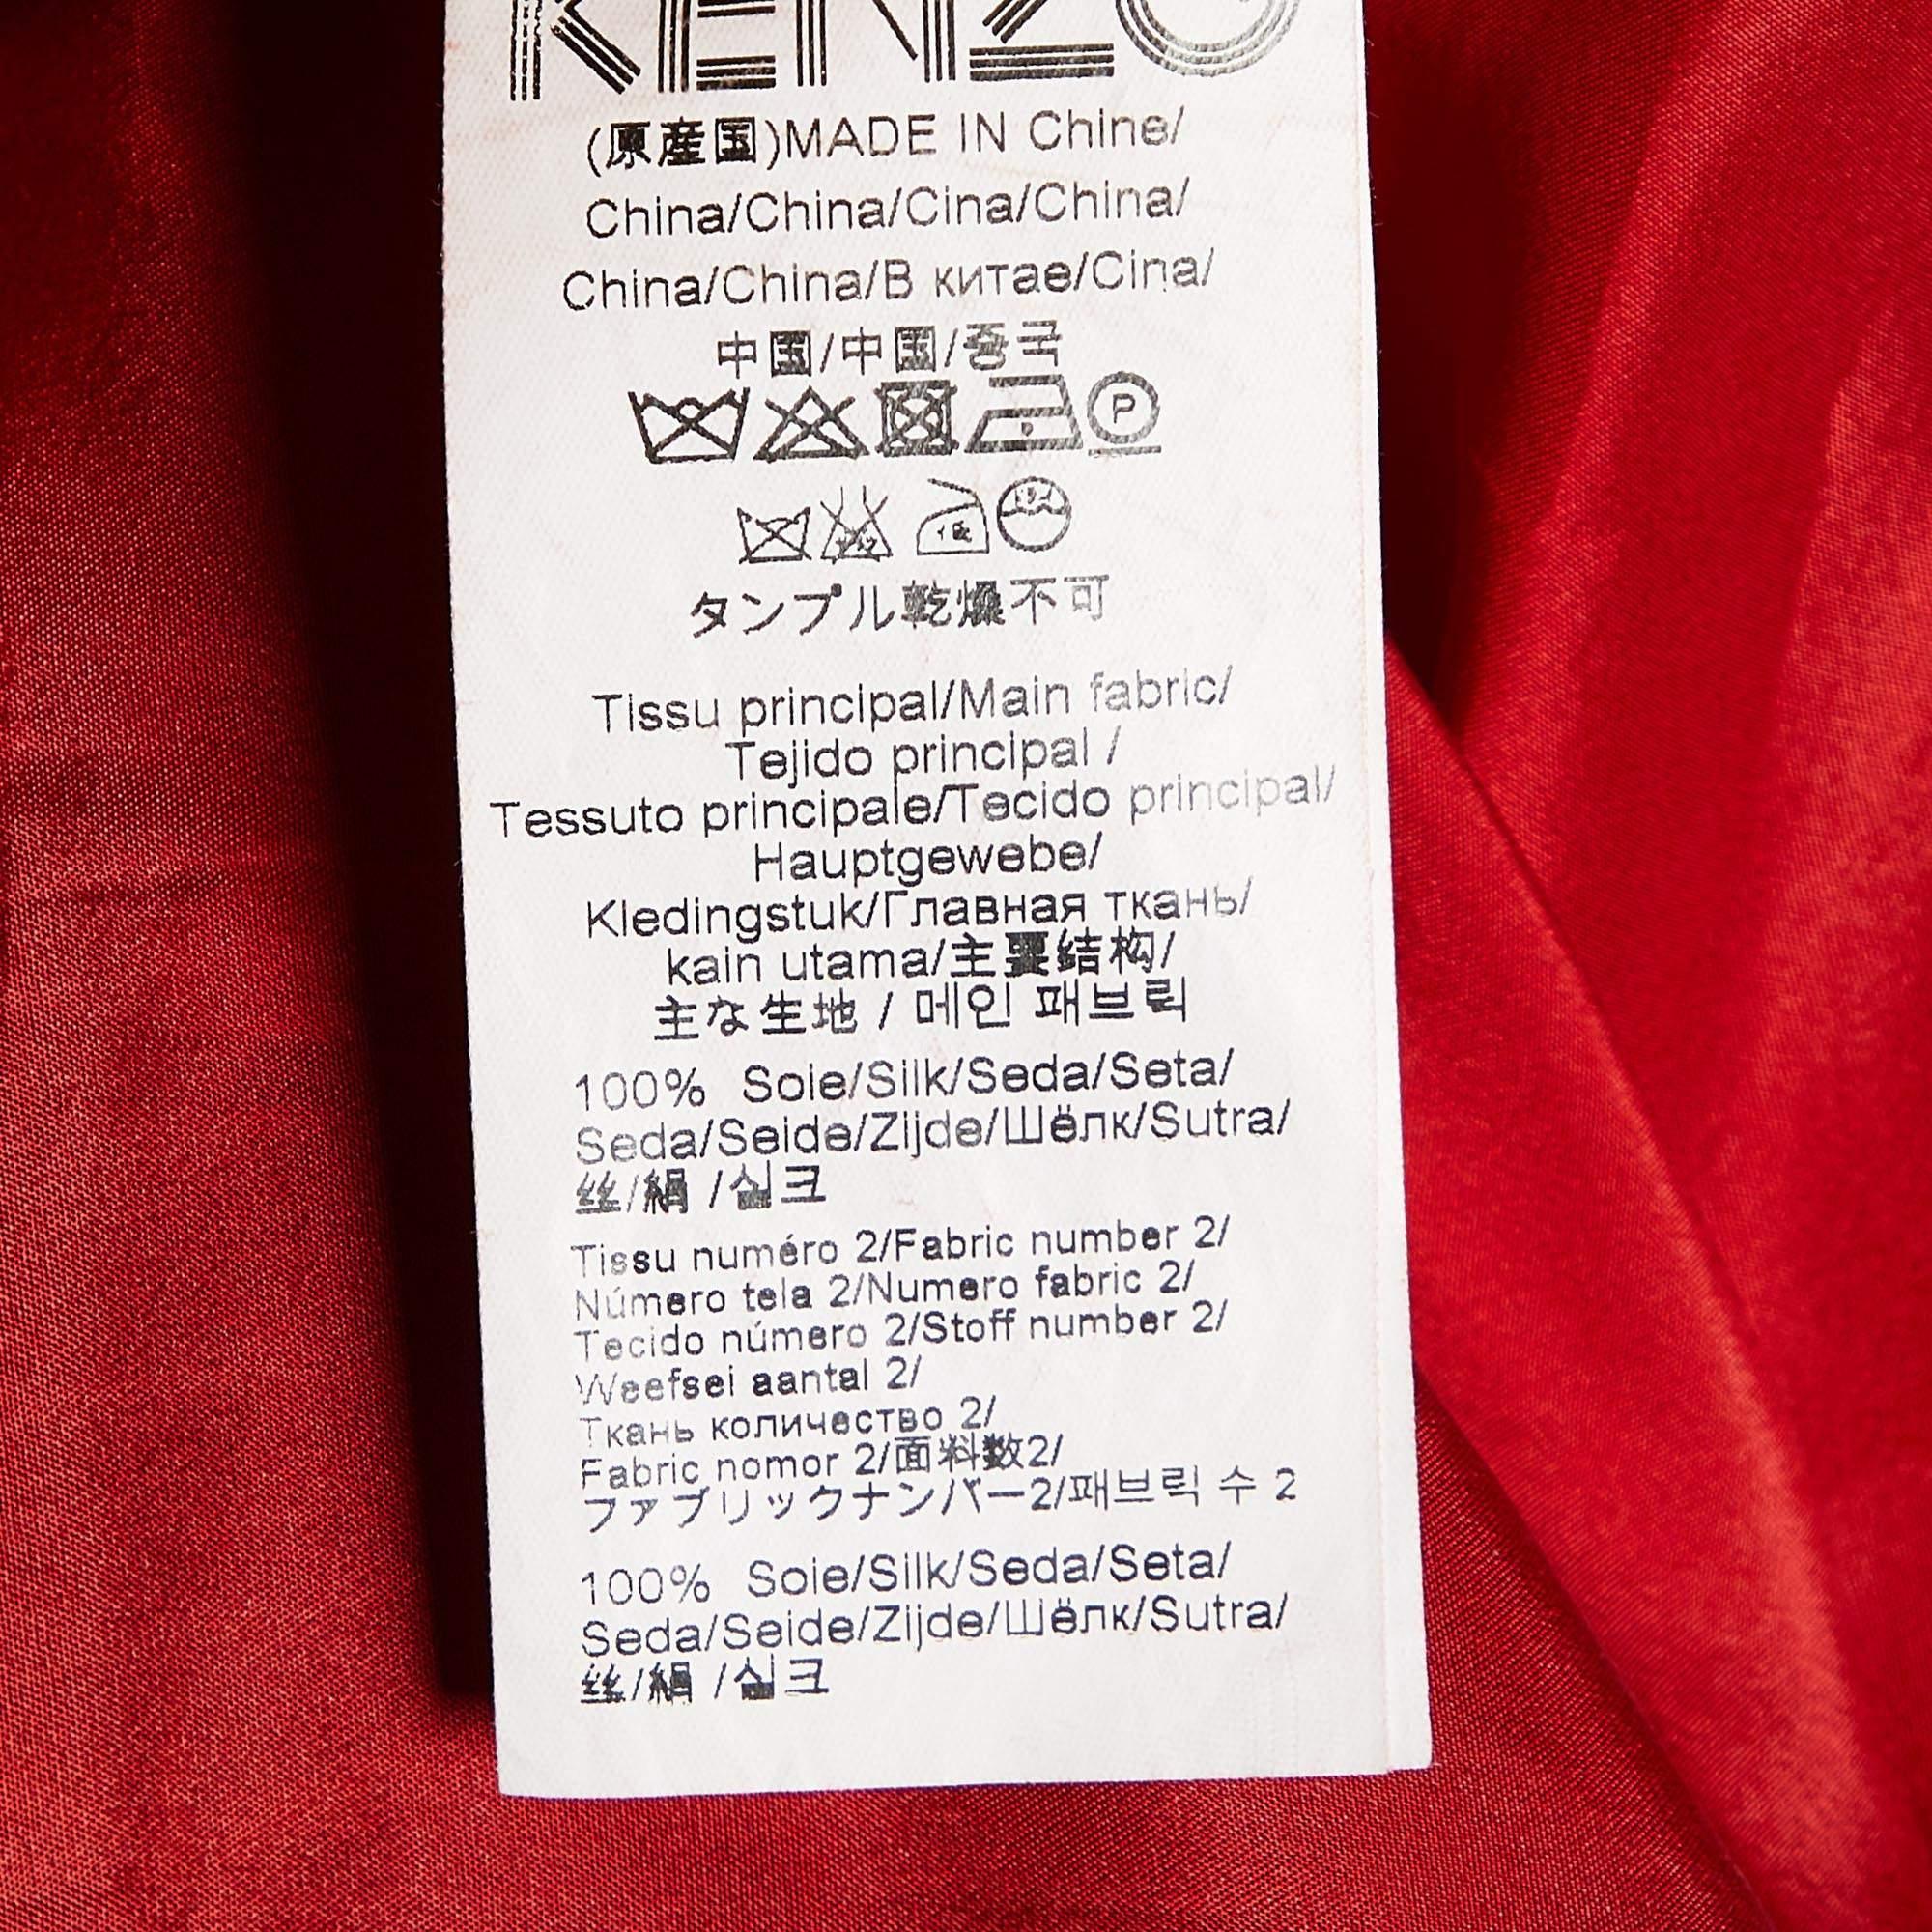 KENZO
(原産国)MADE IN Chine/
China/China/Cina/China/
China/China/В китае/Cina/
中国/中国/중국
P
タンブル乾燥不可
Tissu principal/Main fabric/
Tejido principal /
Tessuto principale/Tecido principal/
Hauptgewebe/
Kledingstuk/Главная ткань/
kain utama/主要结构/
主な生地 / 메인 패브릭
100% Soie/Silk/Seda/Seta/
Seda/Seide/Zijde/Шёлк/Sutra/
丝/絹 /실크
Tissu numéro 2/Fabric number 2/
Número tela 2/Numero fabric 2/
Tecido número 2/Stoff number 2/
Weefsei aantal 2/
Ткань количество 2/
Fabric nomor 2/面料数2/
ファブリックナンバー2/패브릭 수 2
100% Soie/Silk/Seda/Seta/
Seda/Seide/Zijde/Шёлк/Sutra/
丝/絹 /실크